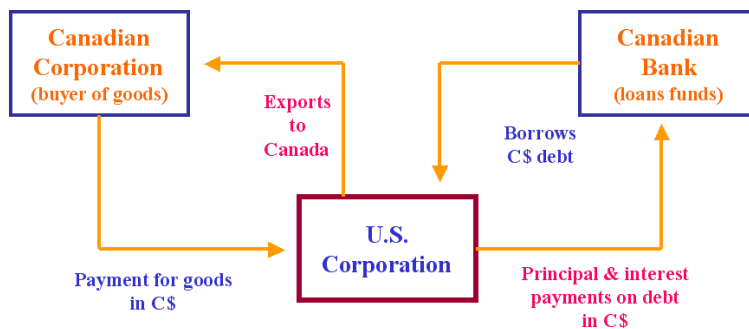 Canadian
Corporation
(buyer of goods)
Canadian
Bank
(loans funds)
Exports
to
Canada
Borrows
C$ debt
U.S.
Corporation
Payment for goods
in C$
Principal & interest
payments on debt
in C$